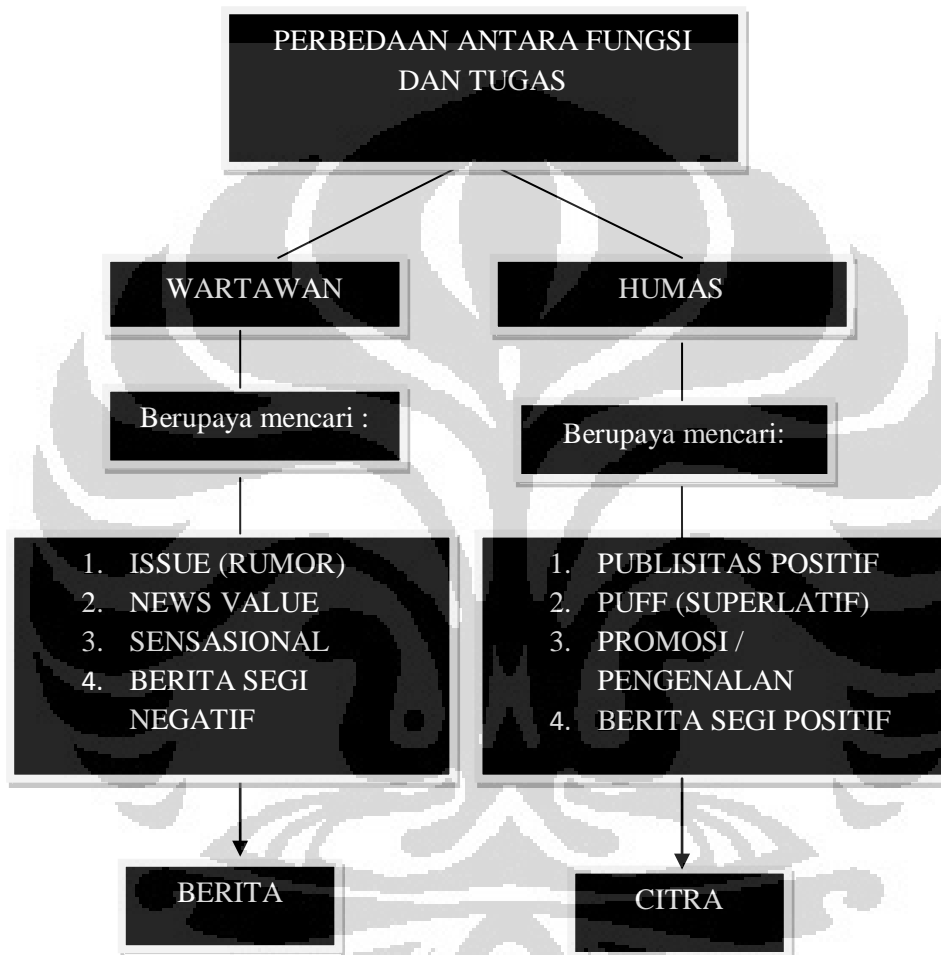 PERBEDAAN ANTARA FUNGSI
DAN TUGAS
WARTAWAN
HUMAS
Berupaya mencari :
Berupaya mencari:
1. ISSUE (RUMOR)
2. NEWS VALUE
3. SENSASIONAL
4. BERITA SEGI
NEGATIF
1. PUBLISITAS POSITIF
2. PUFF (SUPERLATIF)
3. PROMOSI /
PENGENALAN
4. BERITA SEGI POSITIF
BERITA
CITRA